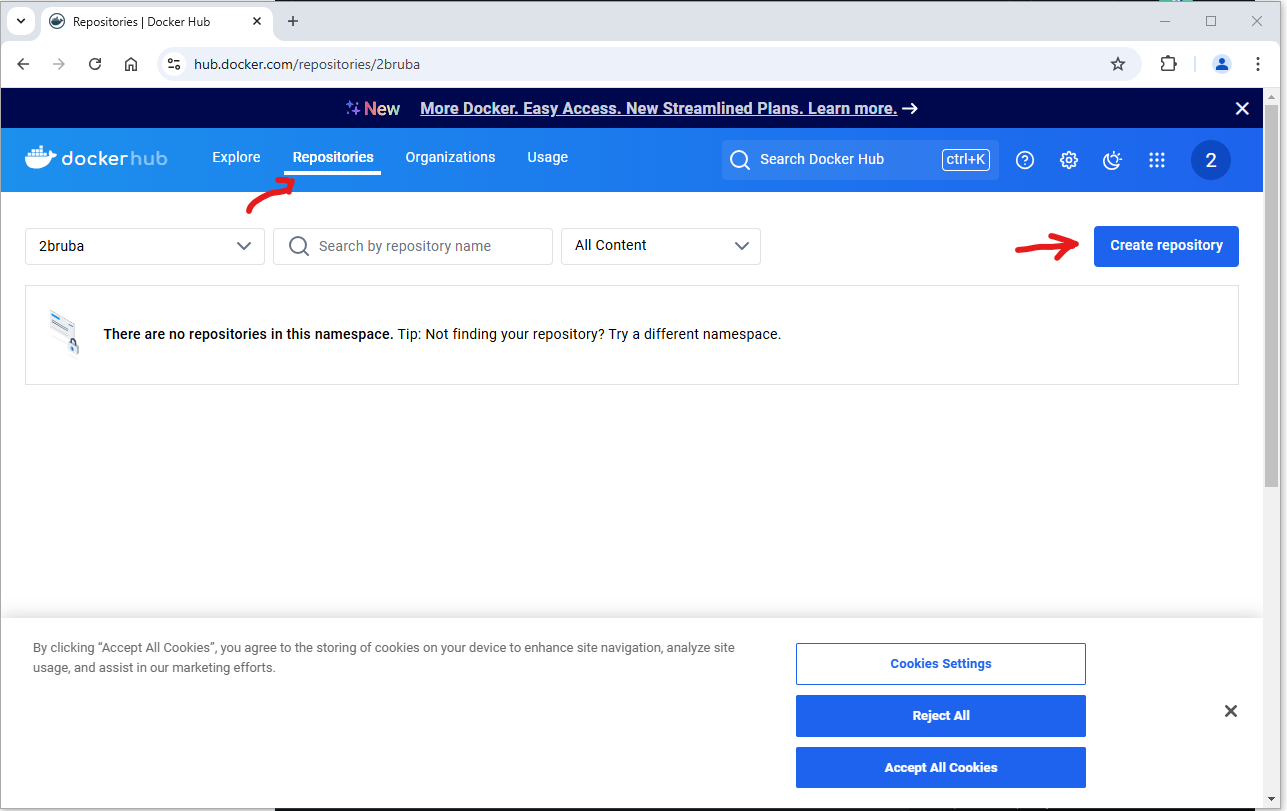 Repositories | Docker Hub
hub.docker.com/repositories/2bruba
New More Docker. Easy Access. New Streamlined Plans. Learn more. →
dockerhub Explore Repositories Organizations Usage Search Docker Hub ctrl+K 2
2bruba Search by repository name All Content Create repository
There are no repositories in this namespace. Tip: Not finding your repository? Try a different namespace.
By clicking “Accept All Cookies”, you agree to the storing of cookies on your device to enhance site navigation, analyze site
usage, and assist in our marketing efforts.
Cookies Settings
Reject All
Accept All Cookies